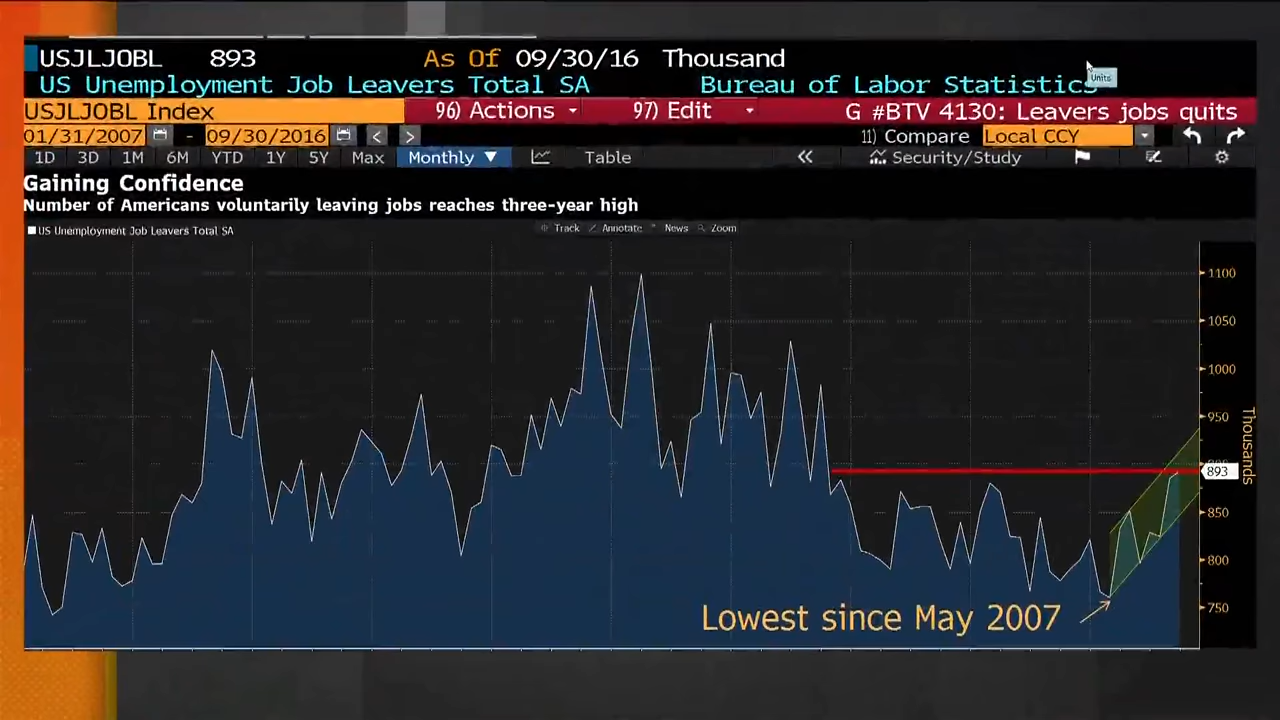 USJLJOBL 893 As Of 09/30/16 Thousand
US Unemployment Job Leavers Total SA Bureau of Labor Statistics
Units
USJLJOBL Index 96) Actions 97) Edit G #BTV 4130: Leavers jobs quits
01/31/2007 - 09/30/2016 < > 11) Compare Local CCY
1D 3D 1M 6M YTD 1Y 5Y Max Monthly ▼ Table « Security/Study
Gaining Confidence
Number of Americans voluntarily leaving jobs reaches three-year high
US Unemployment Job Leavers Total SA Track Annotate News Zoom
1100
1050
1000
950
893
850
800
750
Thousands
Lowest since May 2007